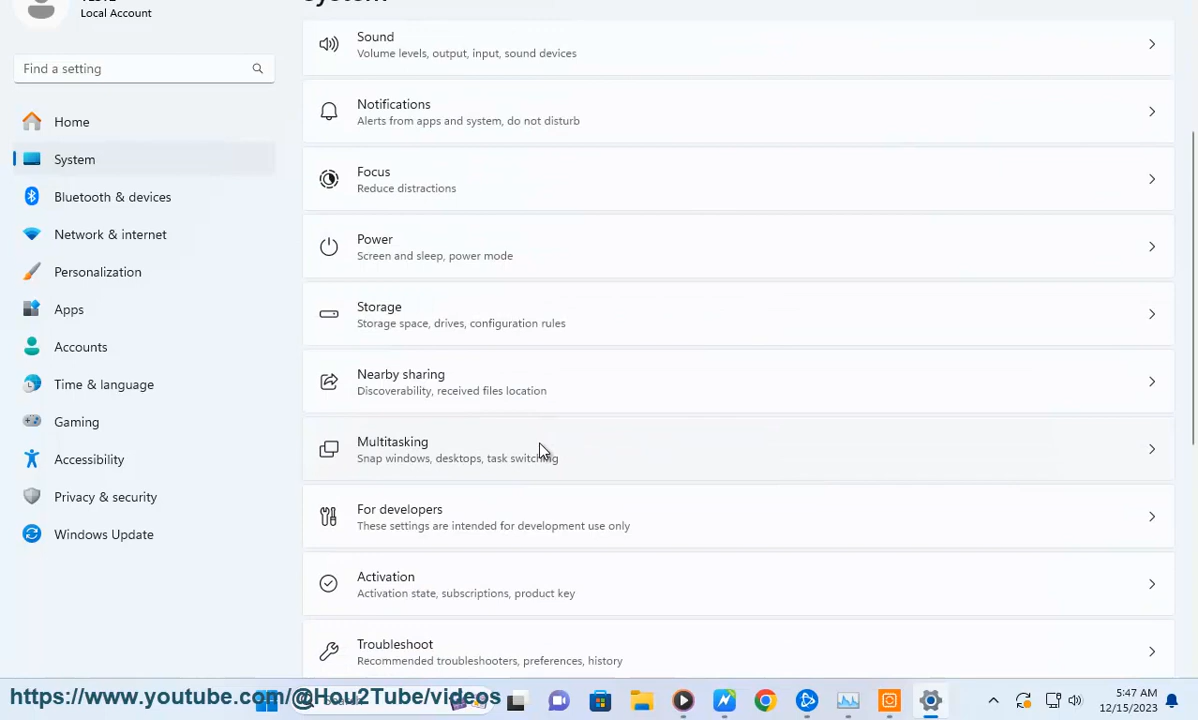 Local Account
System
Find a setting
Home
System
Bluetooth & devices
Network & internet
Personalization
Apps
Accounts
Time & language
Gaming
Accessibility
Privacy & security
Windows Update
Sound
Volume levels, output, input, sound devices
Notifications
Alerts from apps and system, do not disturb
Focus
Reduce distractions
Power
Screen and sleep, power mode
Storage
Storage space, drives, configuration rules
Nearby sharing
Discoverability, received files location
Multitasking
Snap windows, desktops, task switching
For developers
These settings are intended for development use only
Activation
Activation state, subscriptions, product key
Troubleshoot
Recommended troubleshooters, preferences, history
https://www.youtube.com/@Hou2Tube/videos
5:47 AM
12/15/2023